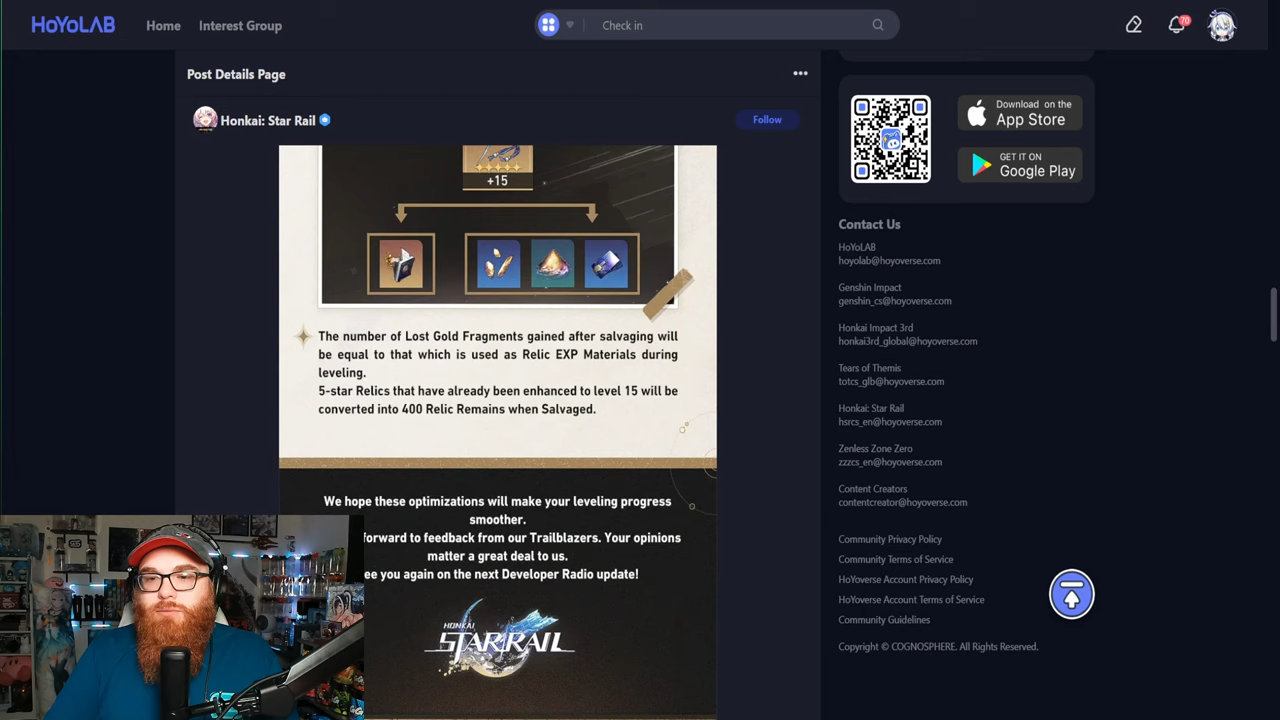 HOYOLAB
Home
Interest Group
Check in
70
Post Details Page
Honkai: Star Rail
Follow
+15
The number of Lost Gold Fragments gained after salvaging will
be equal to that which is used as Relic EXP Materials during
leveling.
5-star Relics that have already been enhanced to level 15 will be
converted into 400 Relic Remains when Salvaged.
We hope these optimizations will make your leveling progress
smoother.
forward to feedback from our Trailblazers. Your opinions
matter a great deal to us.
ee you again on the next Developer Radio update!
HONKAI
STAR RAIL
Download on the
App Store
GET IT ON
Google Play
Contact Us
HoYoLAB
hoyolab@hoyoverse.com
Genshin Impact
genshin_cs@hoyoverse.com
Honkai Impact 3rd
honkai3rd_global@hoyoverse.com
Tears of Themis
totcs_glb@hoyoverse.com
Honkai: Star Rail
hsrcs_en@hoyoverse.com
Zenless Zone Zero
zzzcs_en@hoyoverse.com
Content Creators
contentcreator@hoyoverse.com
Community Privacy Policy
Community Terms of Service
HoYoverse Account Privacy Policy
HoYoverse Account Terms of Service
Community Guidelines
Copyright © COGNOSPHERE. All Rights Reserved.